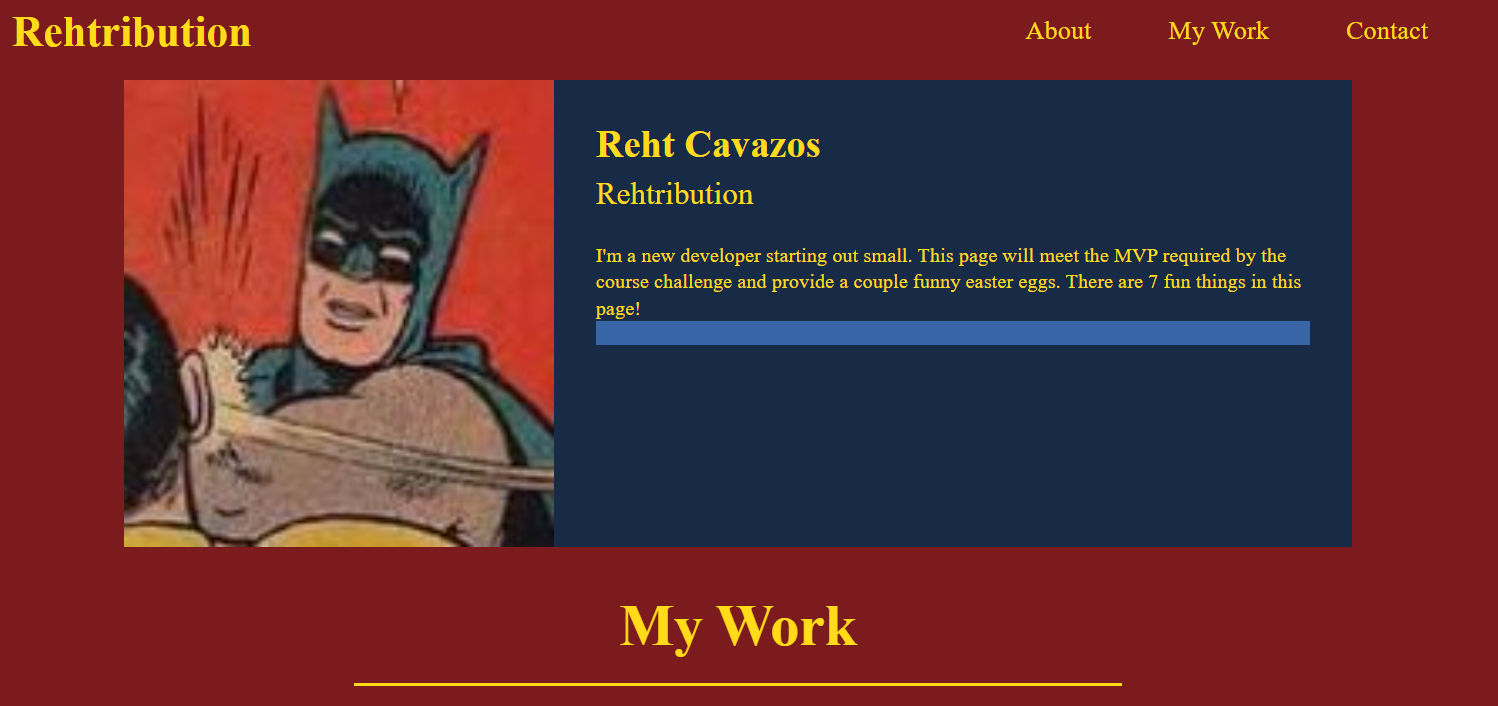 Rehtribution
About
My Work
Contact
Reht Cavazos
Rehtribution
I'm a new developer starting out small. This page will meet the MVP required by the
course challenge and provide a couple funny easter eggs. There are 7 fun things in this
page!
My Work